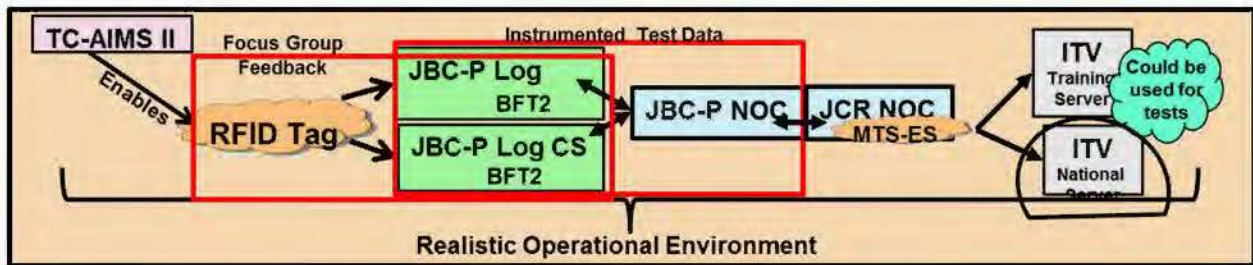 TC-AIMS II
Enables
Focus Group
Feedback
RFID Tag
Instrumented Test Data
JBC-P Log
BFT2
JBC-P Log CS
BFT2
JBC-P NOC
JCR NOC
MTS-ES
ITV
Training
Server
Could be
used for
tests
ITV
National
Server
Realistic Operational Environment